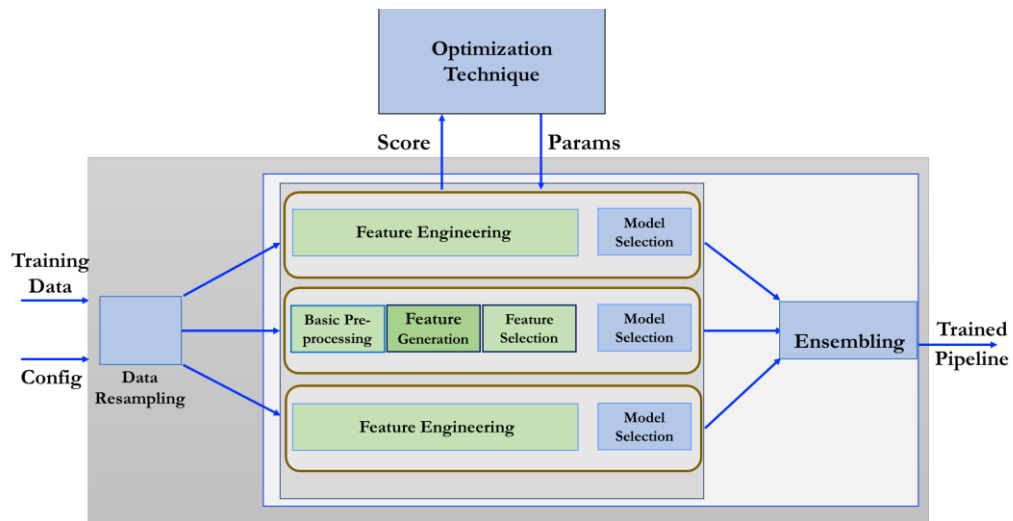 Optimization
Technique
Score
Params
Feature Engineering
Model
Selection
Training
Data
Basic Pre-
processing
Feature
Generation
Feature
Selection
Model
Selection
Ensembling
Trained
Pipeline
Config
Data
Resampling
Feature Engineering
Model
Selection